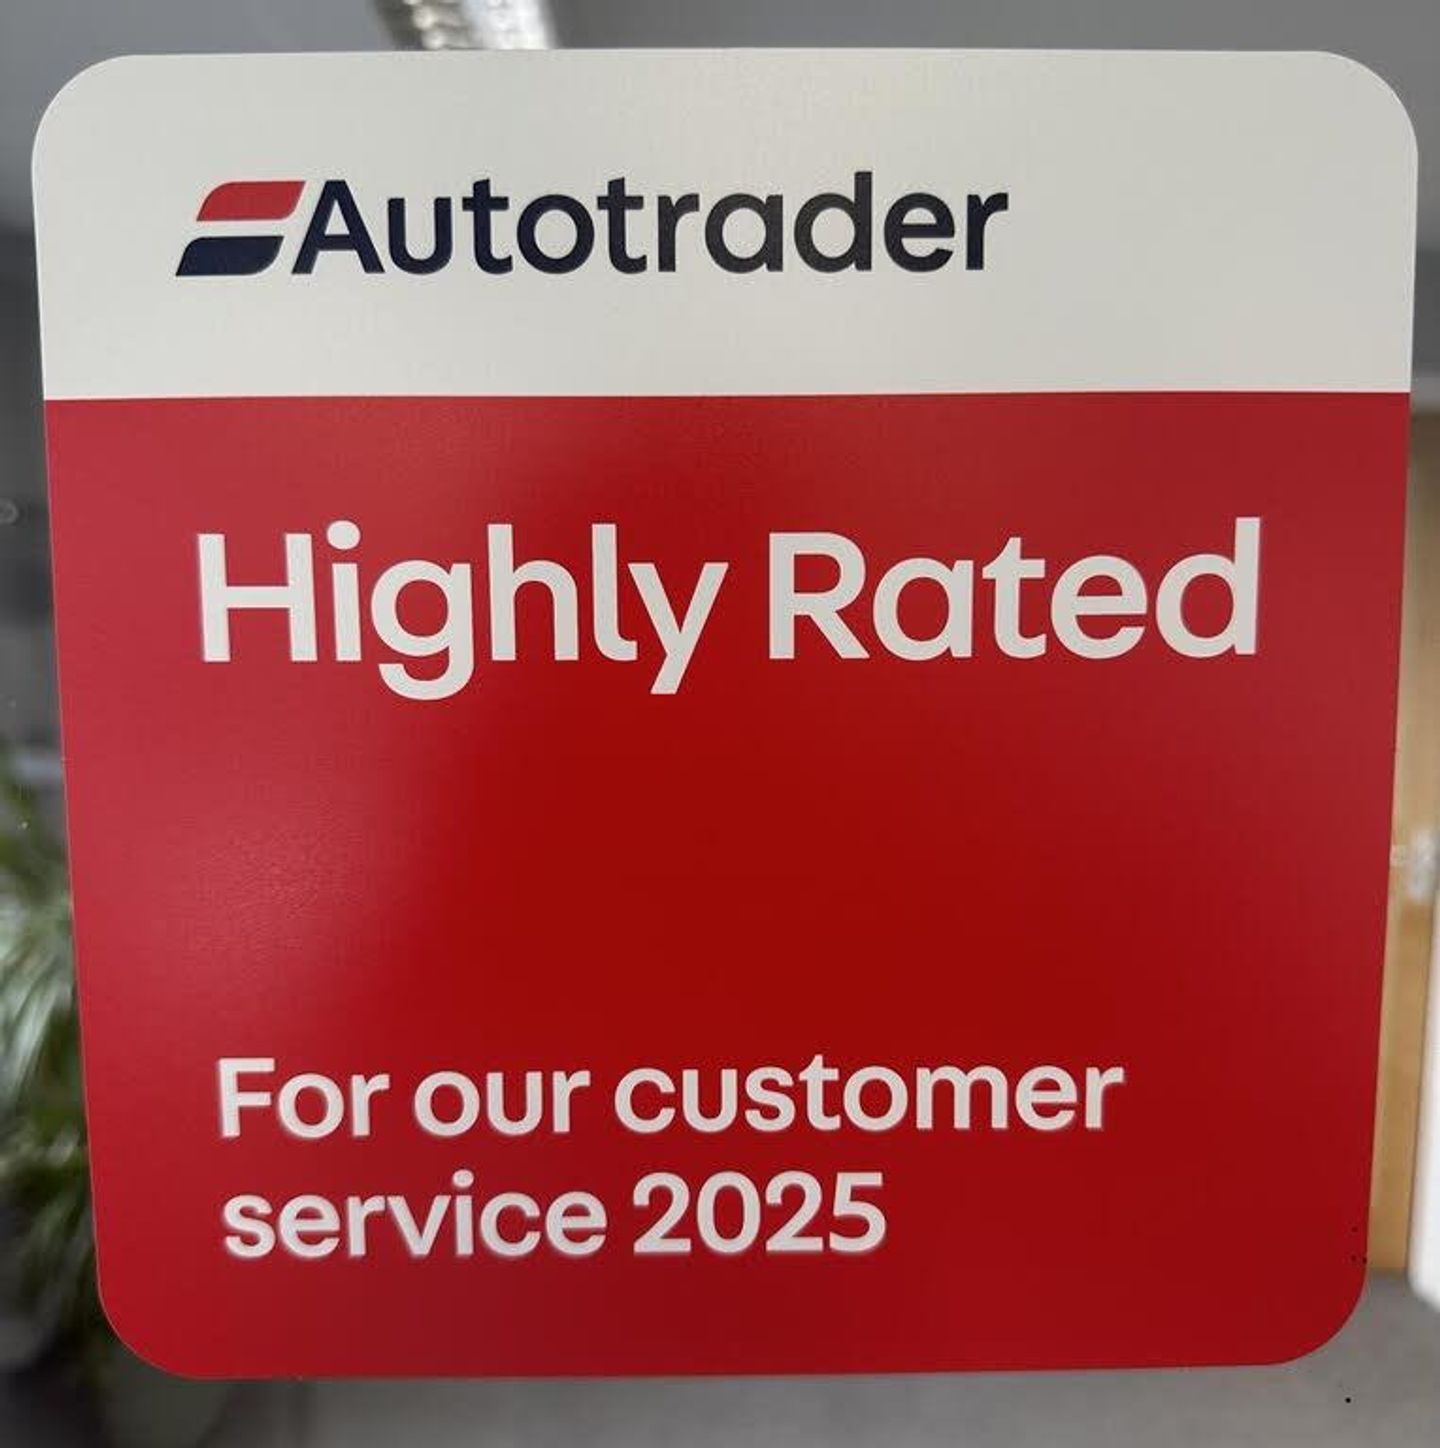 Autotrader
Highly Rated
For our customer
service 2025